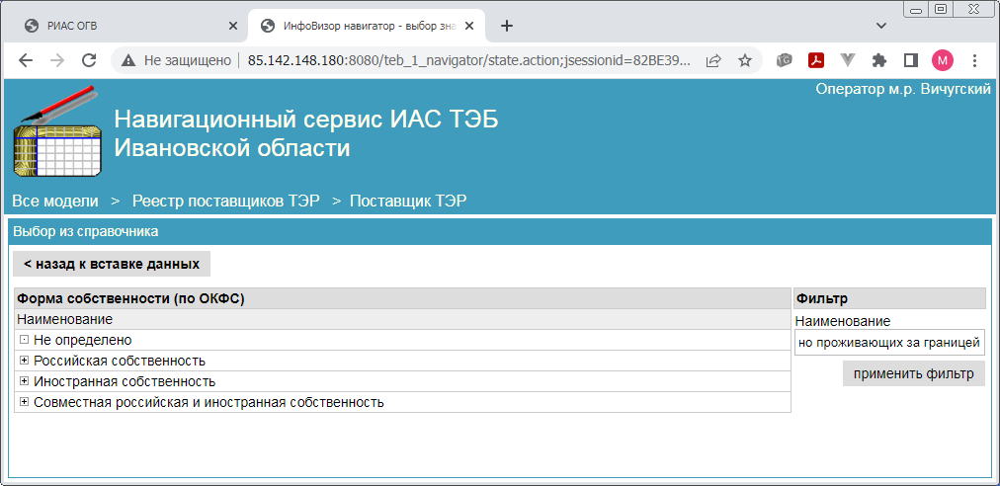 РИАС ОГВ
ИнфоВизор навигатор - выбор зна
Не защищено
85.142.148.180:8080/teb_1_navigator/state.action;jsessionid=82BE39...
M
Оператор м.р. Вичугский
Навигационный сервис ИАС ТЭБ
Ивановской области
Все модели > Реестр поставщиков ТЭР > Поставщик ТЭР
Выбор из справочника
< назад к вставке данных
Форма собственности (по ОКФС)
Наименование
Не определено
Российская собственность
Иностранная собственность
Совместная российская и иностранная собственность
Фильтр
Наименование
но проживающих за границей
применить фильтр